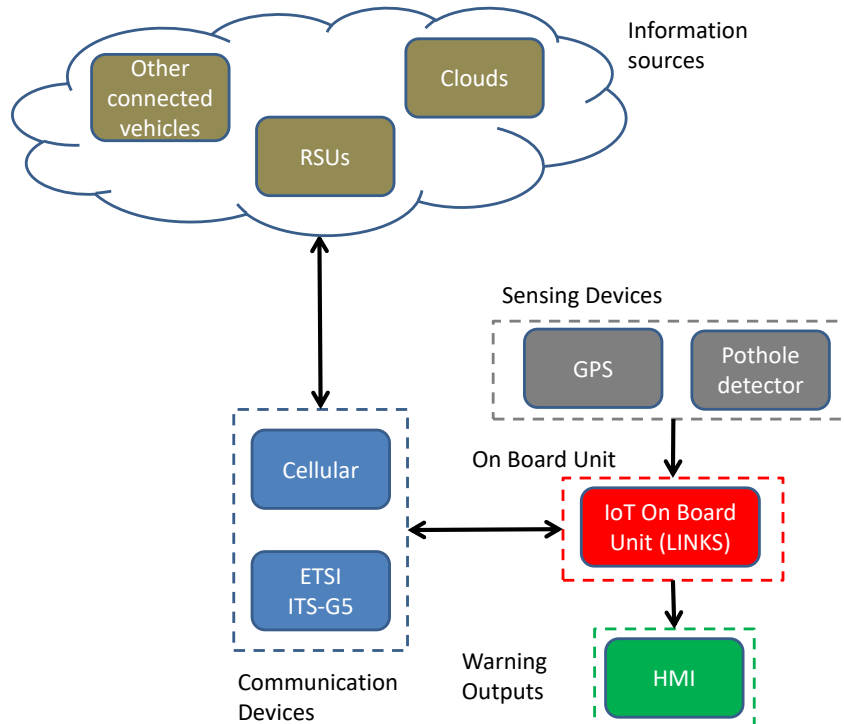 Information
sources
Other
connected
vehicles
Clouds
RSUs
Sensing Devices
GPS
Pothole
detector
On Board Unit
Cellular
IoT On Board
Unit (LINKS)
ETSI
ITS-G5
Communication
Devices
Warning
Outputs
HMI